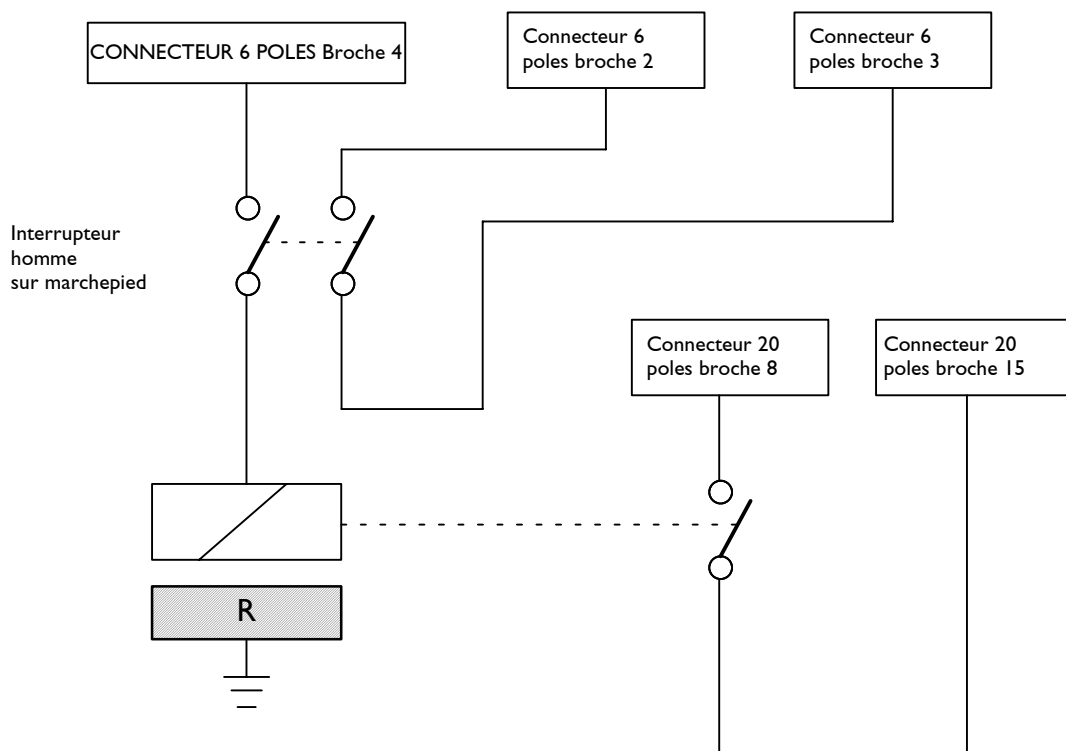 CONNECTEUR 6 POLES Broche 4
Connecteur 6
poles broche 2
Connecteur 6
poles broche 3
Interrupteur
homme
sur marchepied
Connecteur 20
poles broche 8
Connecteur 20
poles broche 15
R